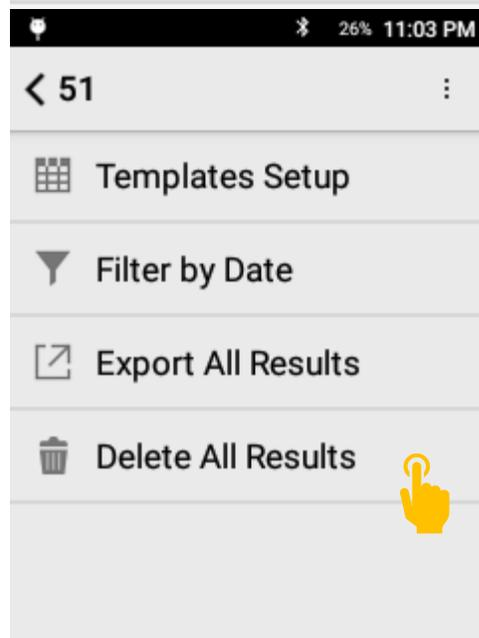 26% 11:03 PM
51
Templates Setup
Filter by Date
Export All Results
Delete All Results